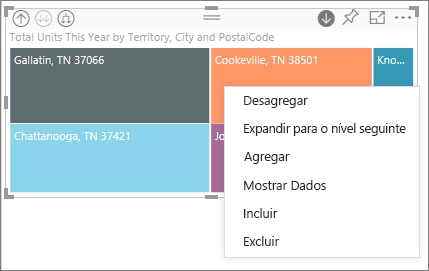 Total Units This Year by Territory, City and PostalCode
Gallatin, TN 37066
Cookeville, TN 38501
Kno...
Chattanooga, TN 37421
Jo
Desagregar
Expandir para o nível seguinte
Agregar
Mostrar Dados
Incluir
Excluir